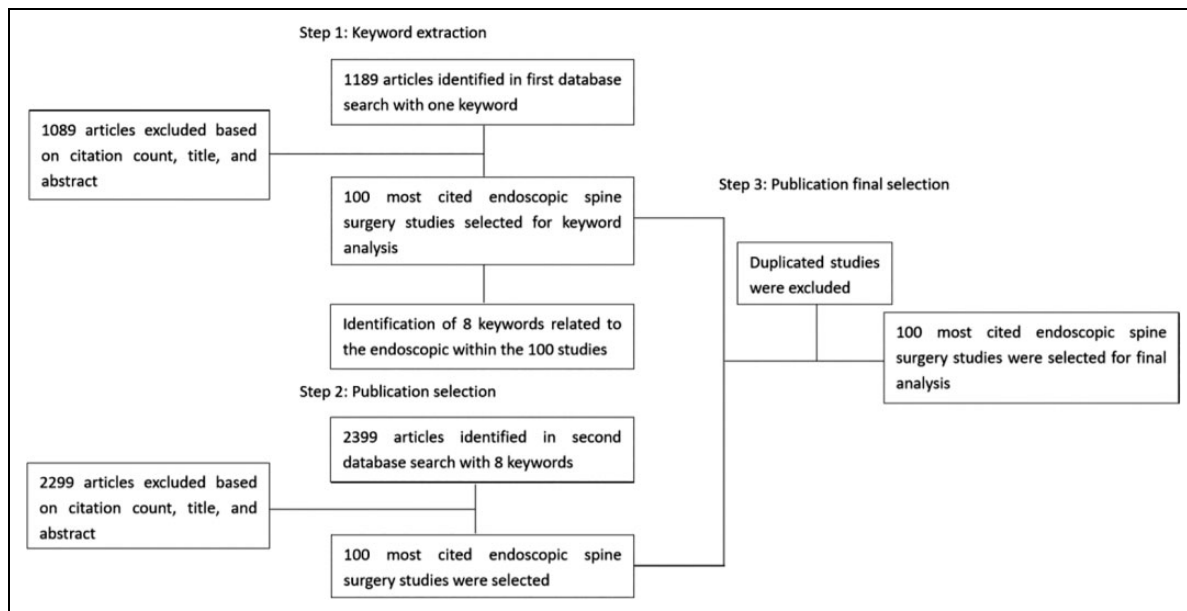 Step 1: Keyword extraction
1189 articles identified in first database
search with one keyword
1089 articles excluded based
on citation count, title, and
abstract
100 most cited endoscopic spine
surgery studies selected for keyword
analysis
Identification of 8 keywords related to
the endoscopic within the 100 studies
Step 2: Publication selection
2399 articles identified in second
database search with 8 keywords
2299 articles excluded based
on citation count, title, and
abstract
100 most cited endoscopic spine
surgery studies were selected
Step 3: Publication final selection
Duplicated studies
were excluded
100 most cited endoscopic spine
surgery studies were selected for final
analysis